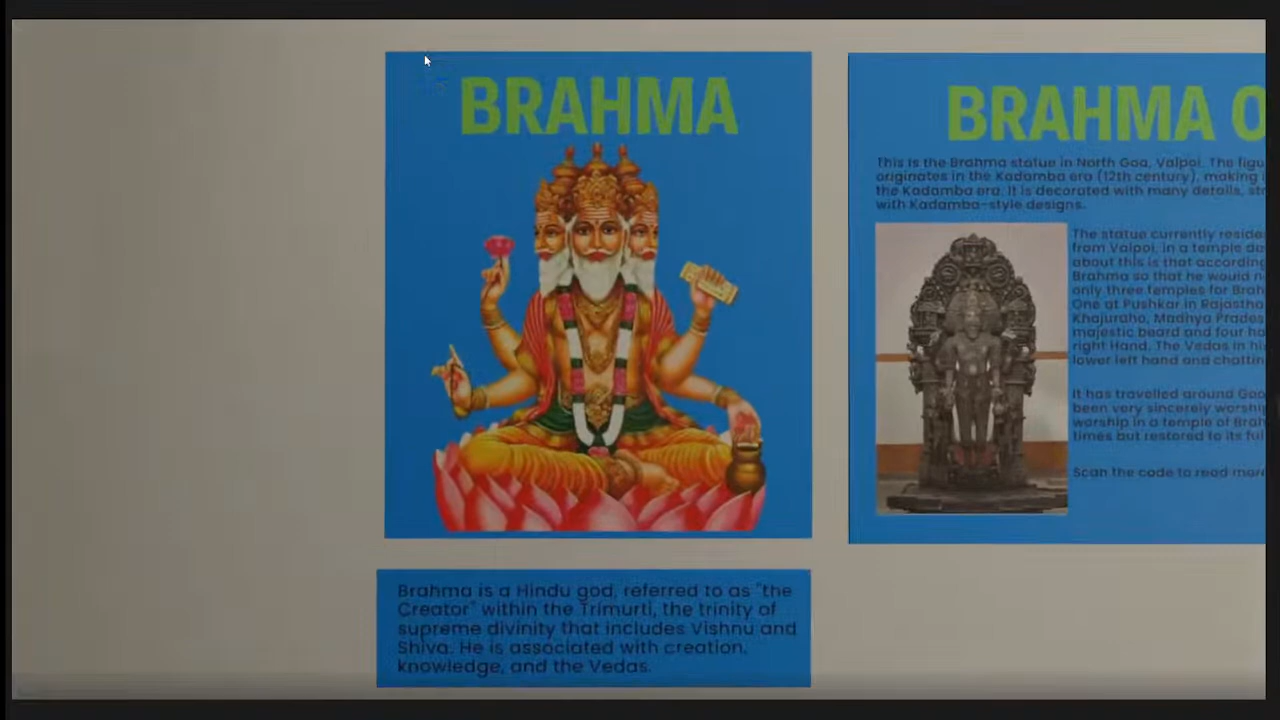 BRAHMA
Brahma is a Hindu god, referred to as "the
Creator" within the Trimurti, the trinity of
supreme divinity that includes Vishnu and
Shiva. He is associated with creation,
knowledge, and the Vedas.
BRAHMA O
This is the Brahma statue in North Goa, Valpoi. The figu
originates in the Kadamba era (12th century), making i
the Kadamba era. It is decorated with many details, str
with Kadamba-style designs.
The statue currently reside
from Valpoi, in a temple de
about this is that according
Brahma so that he would n
only three temples for Brah
One at Pushkar in Rajastha
Khajuraho, Madhya Prades
majestic beard and four ha
right Hand. The Vedas in hi
lower left hand and chattin
It has travelled around Goa
been very sincerely worship
worship in a temple of Brah
times but restored to its ful
Scan the code to read more